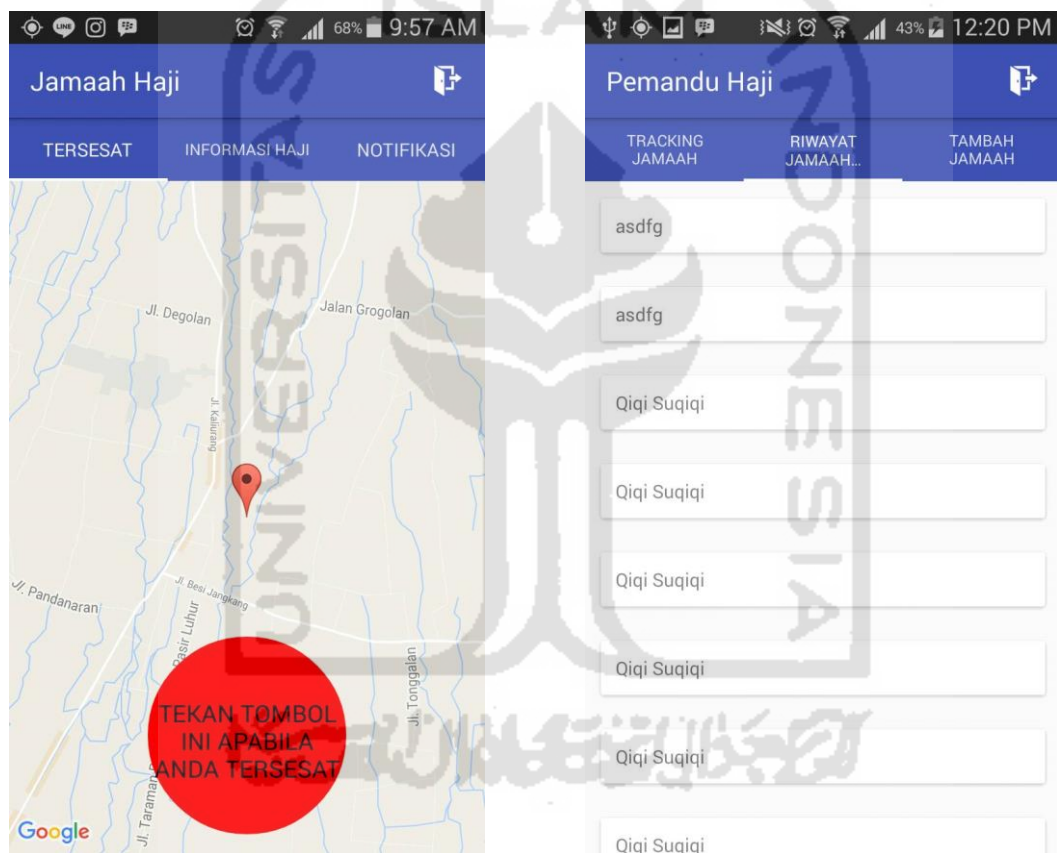 68% 9:57 AM
Jamaah Haji
TERSESAT
INFORMASI HAJI
NOTIFIKASI
Jl. Degolan
Jalan Grogolan
Jl. Kaliurang
Jl. Pandanaran
Jl. Besi Jangkang
Pasir Luhur
Jl. Tonggalan
TEKAN TOMBOL
INI APABILA
ANDA TERSESAT
Jl. Taraman
Google
43% 12:20 PM
Pemandu Haji
TRACKING
JAMAAH
RIWAYAT
JAMAAH...
TAMBAH
JAMAAH
asdfg
asdfg
Qiqi Suqiqi
Qiqi Suqiqi
Qiqi Suqiqi
Qiqi Suqiqi
Qiqi Suqiqi
Qiqi Suqiqi
UNIVERSITAS
ISLAM
INDONESIA